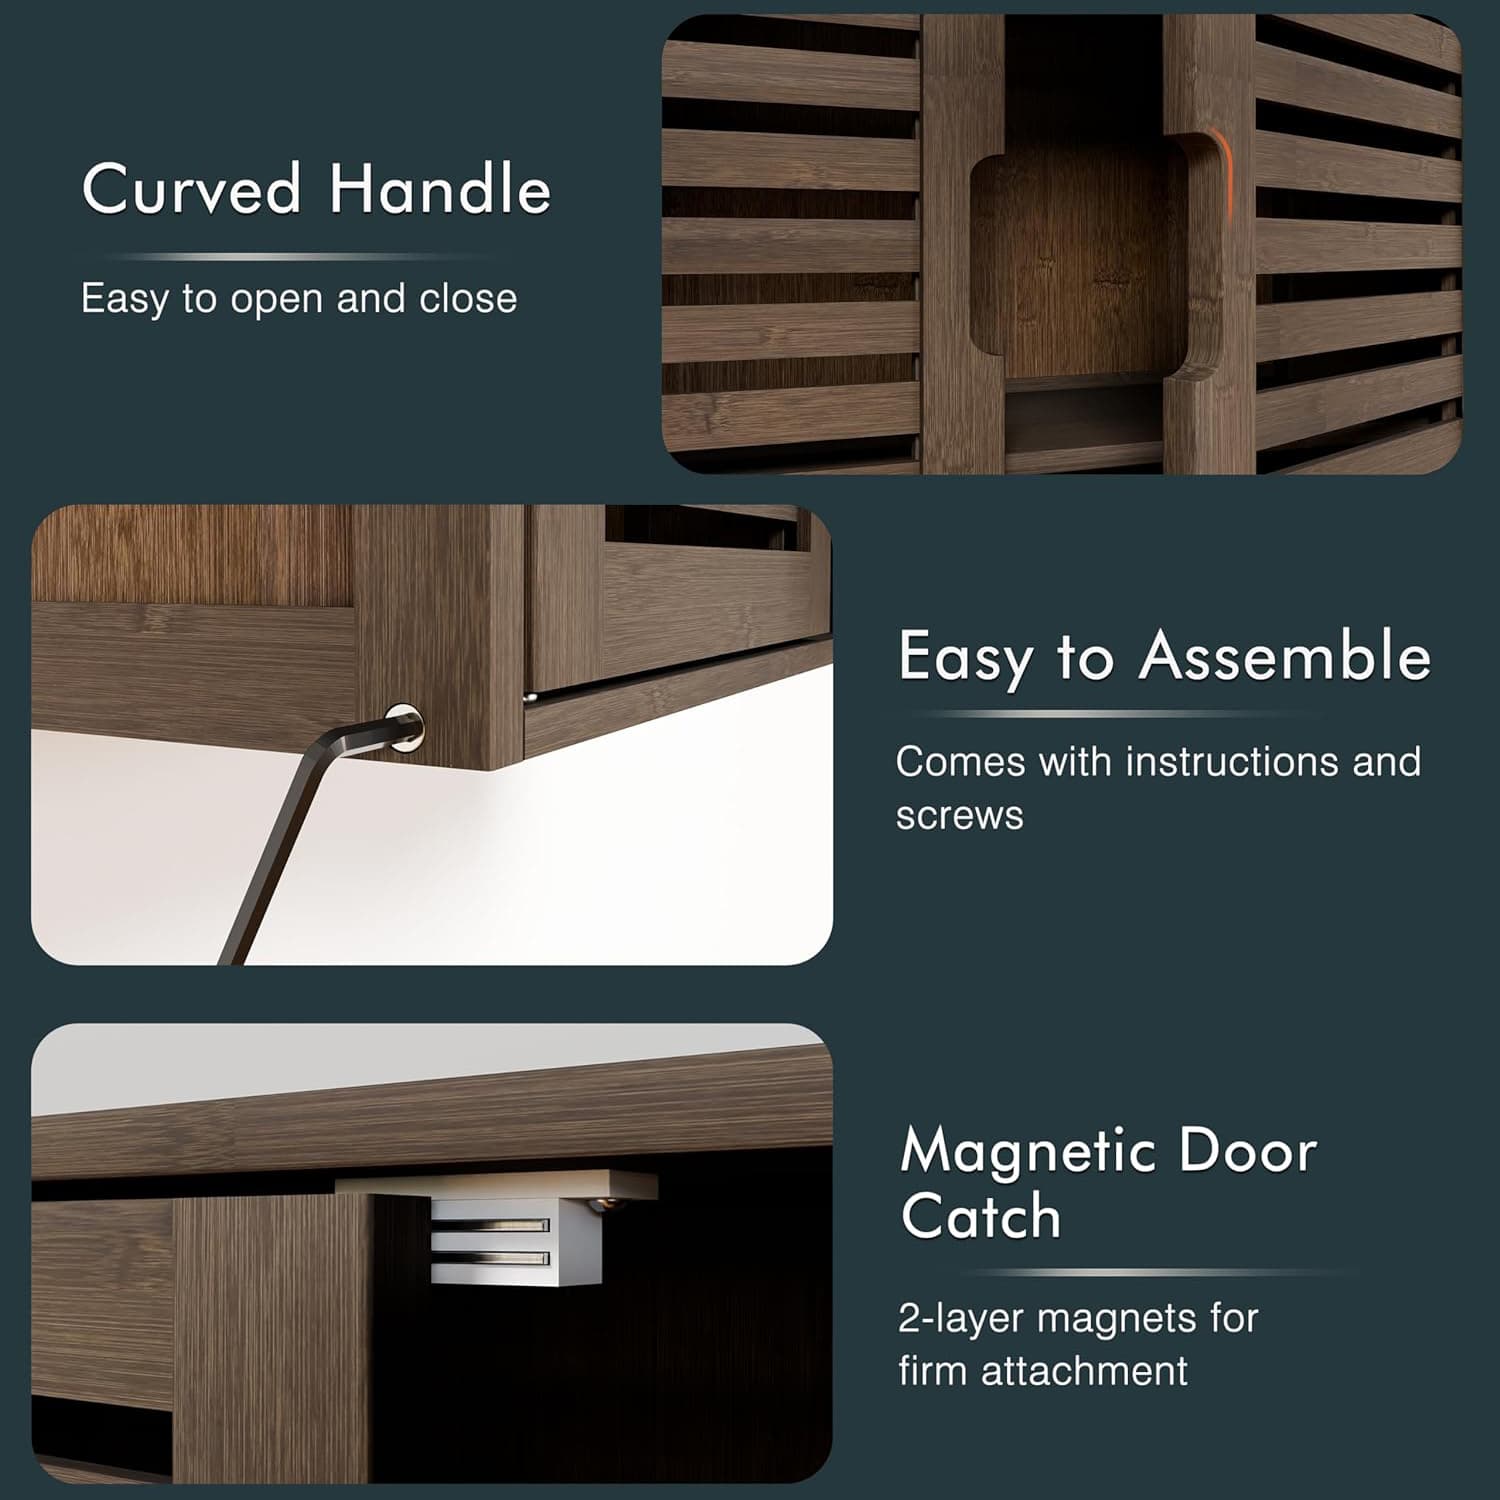 Curved Handle
Easy to open and close
Easy to Assemble
Comes with instructions and
screws
Magnetic Door
Catch
2-layer magnets for
firm attachment